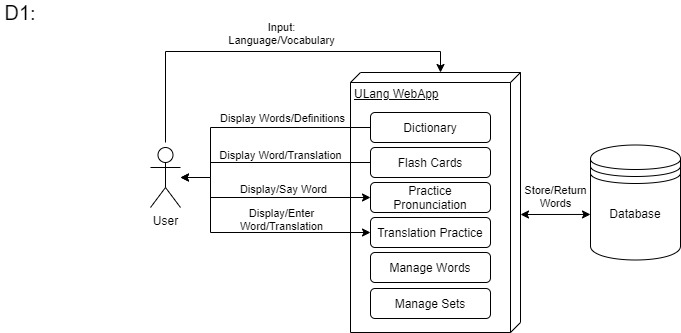 D1:
Input:
Language/Vocabulary
ULang WebApp
Display Words/Definitions
Dictionary
Display Word/Translation
Flash Cards
Display/Say Word
Practice
Pronunciation
Display/Enter
Word/Translation
Translation Practice
Manage Words
Manage Sets
User
Store/Return
Words
Database